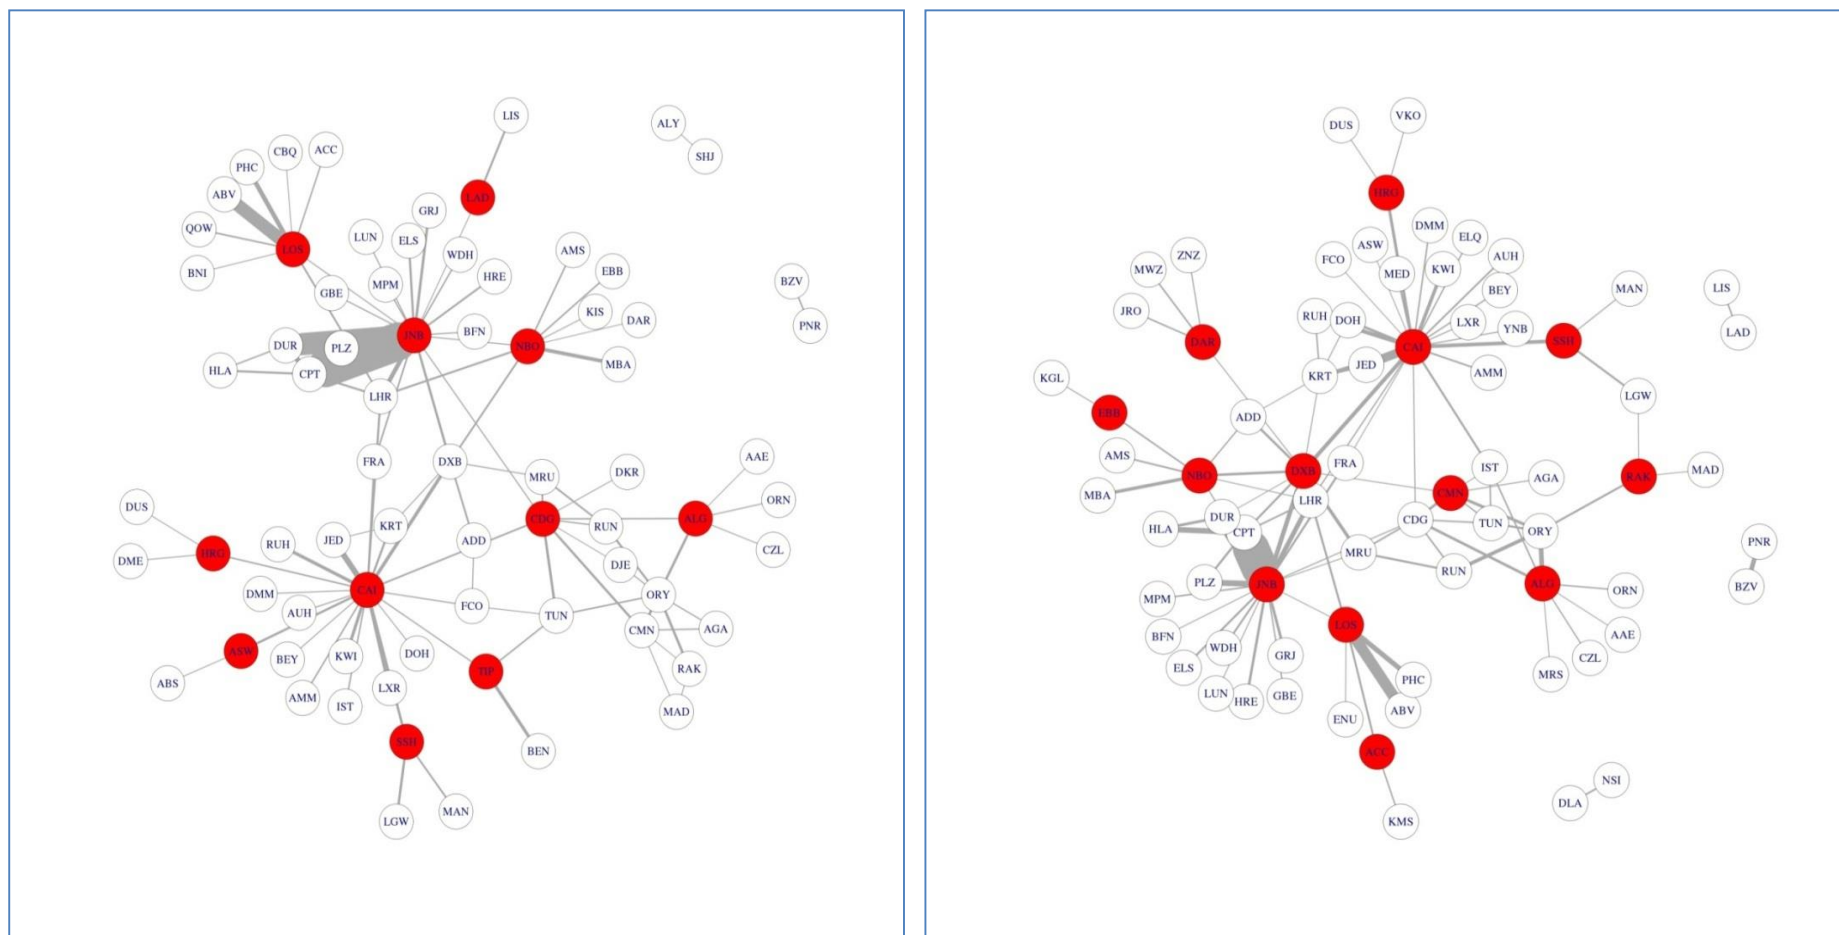 LIS
ALY
SHJ
CBQ
ACC
PHC
ABV
QOW
BNI
LOS
LAD
GRJ
LUN
ELS
WDH
HRE
MPM
GBE
AMS
EBB
KIS
DAR
MBA
NBO
BZV
PNR
JNB
BFN
DUR
PLZ
HLA
CPT
LHR
FRA
DXB
MRU
DKR
AAE
ORN
CZL
ALG
CDG
RUN
DJE
ORY
DUS
DME
HRG
RUH
JED
KRT
ADD
CAI
DMM
AUH
FCO
TUN
CMN
AGA
RAK
MAD
ASW
ABS
BEY
KWI
DOH
AMM
IST
LXR
TIP
BEN
SSH
LGW
MAN
DUS
VKO
HRG
DMM
ASW
ELQ
FCO
MED
KWI
AUH
BEY
MAN
LIS
LAD
MWZ
ZNZ
JRO
DAR
RUH
DOH
CAI
LXR
YNB
SSH
JED
AMM
KRT
LGW
KGL
EBB
ADD
AMS
MBA
NBO
DXB
FRA
IST
AGA
RAK
MAD
CMN
LHR
HLA
DUR
CPT
CDG
TUN
ORY
MRU
RUN
PNR
BZV
PLZ
JNB
MPM
ALG
ORN
AAE
CZL
MRS
BFN
WDH
ELS
GRJ
LOS
LUN
HRE
GBE
PHC
ABV
ENU
ACC
NSI
DLA
KMS